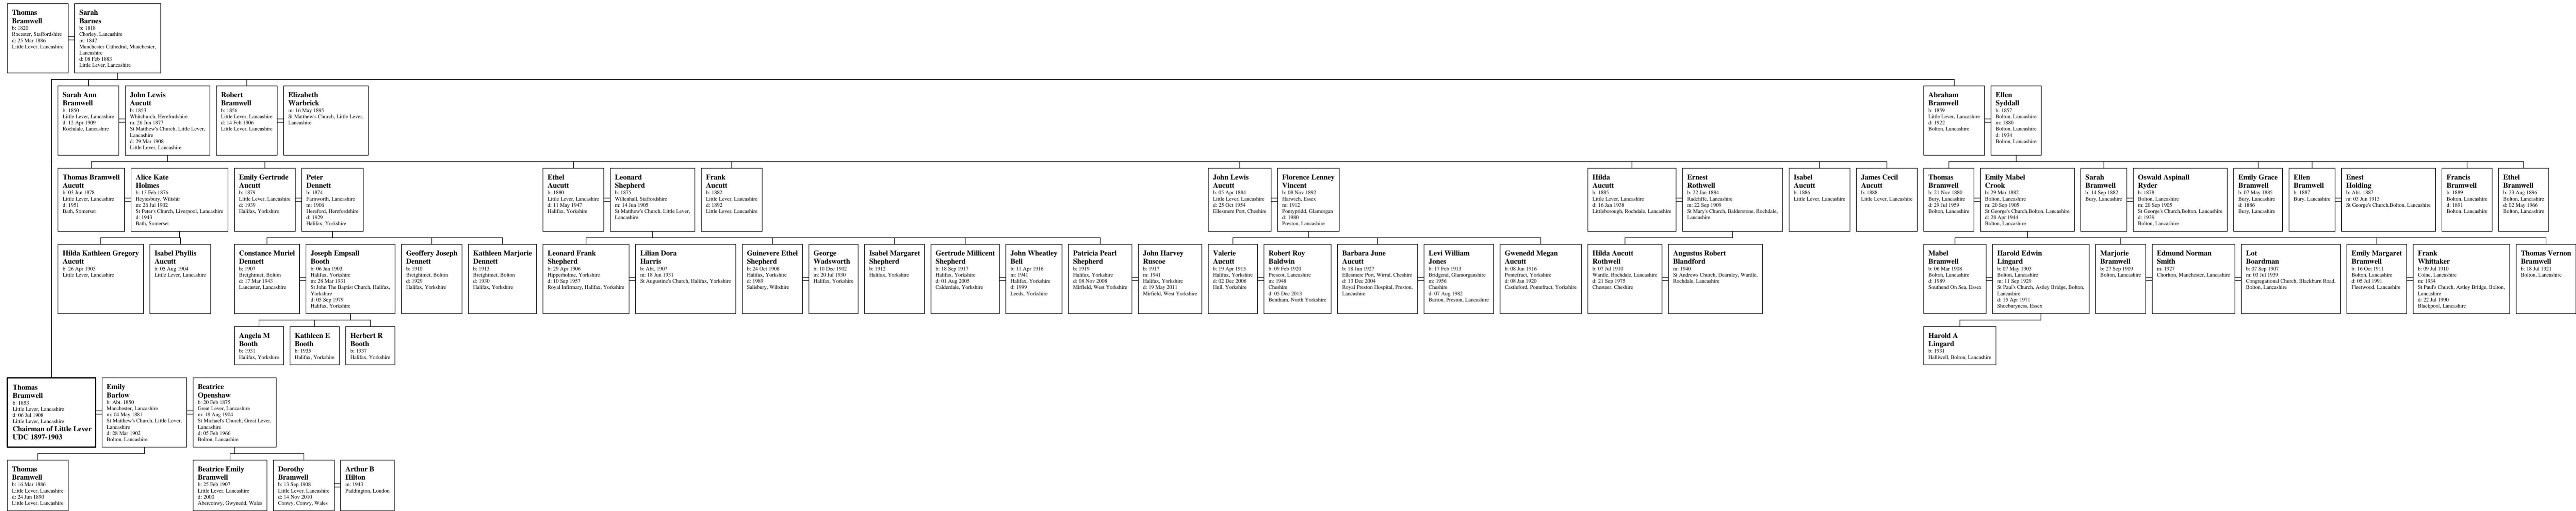 Thomas
Bramwell
b: 1820
Rocester, Staffordshire
d: 25 Mar 1886
Little Lever, Lancashire
Sarah
Barnes
b: 1818
Chorley, Lancashire
m: 1847
Manchester Cathedral, Manchester,
Lancashire
d: 08 Feb 1883
Little Lever, Lancashire
Sarah Ann
Bramwell
b: 1850
Little Lever, Lancashire
d: 12 Apr 1909
Rochdale, Lancashire
John Lewis
Aucutt
b: 1853
Whitchurch, Herefordshire
m: 26 Jun 1877
St Matthew's Church, Little Lever,
Lancashire
d: 29 Mar 1908
Little Lever, Lancashire
Robert
Bramwell
b: 1856
Little Lever, Lancashire
d: 14 Feb 1906
Little Lever, Lancashire
Elizabeth
Warbrick
m: 16 May 1895
St Matthew's Church, Little Lever,
Lancashire
Abraham
Bramwell
b: 1859
Little Lever, Lancashire
d: 1922
Bolton, Lancashire
Ellen
Syddall
b: 1857
Bolton, Lancashire
m: 1880
Bolton, Lancashire
d: 1934
Bolton, Lancashire
Thomas Bramwell
Aucutt
b: 03 Jun 1878
Little Lever, Lancashire
d: 1951
Bath, Somerset
Alice Kate
Holmes
b: 13 Feb 1876
Heytesbury, Wiltshir
m: 26 Jul 1902
St Peter's Church, Liverpool, Lancashire
d: 1943
Bath, Somerset
Emily Gertrude
Aucutt
b: 1879
Little Lever, Lancashire
d: 1939
Halifax, Yorkshire
Peter
Dennett
b: 1874
Farnworth, Lancashire
m: 1906
Hereford, Herefordshire
d: 1929
Halifax, Yorkshire
Ethel
Aucutt
b: 1880
Little Lever, Lancashire
d: 11 May 1947
Halifax, Yorkshire
Leonard
Shepherd
b: 1875
Willenhall, Staffordshire
m: 14 Jun 1905
St Matthew's Church, Little Lever,
Lancashire
Frank
Aucutt
b: 1882
Little Lever, Lancashire
d: 1892
Little Lever, Lancashire
John Lewis
Aucutt
b: 05 Apr 1884
Little Lever, Lancashire
d: 25 Oct 1954
Ellesmere Port, Cheshire
Florence Lenney
Vincent
b: 08 Nov 1892
Harwich, Essex
m: 1912
Pontypridd, Glamorgan
d: 1980
Preston, Lancashire
Hilda
Aucutt
b: 1885
Little Lever, Lancashire
d: 16 Jan 1938
Littleborough, Rochdale, Lancashire
Ernest
Rothwell
b: 22 Jan 1884
Radcliffe, Lancashire
m: 22 Sep 1909
St Mary's Church, Balderstone, Rochdale,
Lancashire
Isabel
Aucutt
b: 1886
Little Lever, Lancashire
James Cecil
Aucutt
b: 1888
Little Lever, Lancashire
Thomas
Bramwell
b: 21 Nov 1880
Bury, Lancashire
d: 29 Jul 1959
Bolton, Lancashire
Emily Mabel
Crook
b: 29 Mar 1882
Bury, Lancashire
m: 20 Sep 1905
St George's Church,Bolton, Lancashire
d: 28 Apr 1944
Bolton, Lancashire
Sarah
Bramwell
b: 14 Sep 1882
Bury, Lancashire
Oswald Aspinall
Ryder
b: 1878
Bolton, Lancashire
m: 20 Sep 1905
St George's Church,Bolton, Lancashire
d: 1939
Bolton, Lancashire
Emily Grace
Bramwell
b: 07 May 1885
Bury, Lancashire
d: 1886
Bury, Lancashire
Ellen
Bramwell
b: 1887
Bury, Lancashire
Enest
Holding
b: Abt. 1887
m: 03 Jun 1913
St George's Church,Bolton, Lancashire
Francis
Bramwell
b: 1889
Bolton, Lancashire
d: 1891
Bolton, Lancashire
Ethel
Bramwell
b: 23 Aug 1896
Bolton, Lancashire
d: 02 May 1966
Bolton, Lancashire
Hilda Kathleen Gregory
Aucutt
b: 26 Apr 1903
Little Lever, Lancashire
Isabel Phyllis
Aucutt
b: 05 Aug 1904
Little Lever, Lancashire
Constance Muriel
Dennett
b: 1907
Breightmet, Bolton
d: 17 Mar 1943
Lancaster, Lancashire
Joseph Empsall
Booth
b: 06 Jan 1903
Halifax, Yorkshire
m: 28 Mar 1931
St John The Baptist Church, Halifax,
Yorkshire
d: 05 Sep 1979
Halifax, Yorkshire
Geoffery Joseph
Dennett
b: 1910
Breightmet, Bolton
d: 1929
Halifax, Yorkshire
Kathleen Marjorie
Dennett
b: 1913
Breightmet, Bolton
d: 1930
Halifax, Yorkshire
Leonard Frank
Shepherd
b: 29 Apr 1906
Hipperholme, Yorkshire
d: 10 Sep 1957
Royal Infirmary, Halifax, Yorkshire
Lilian Dora
Harris
b: Abt. 1907
m: 18 Jun 1931
St Augustine's Church, Halifax, Yorkshire
Guinevere Ethel
Shepherd
b: 24 Oct 1908
Halifax, Yorkshire
d: 1989
Salisbury, Wiltshire
George
Wadsworth
b: 10 Dec 1902
m: 20 Jul 1930
Halifax, Yorkshire
Isabel Margaret
Shepherd
b: 1912
Halifax, Yorkshire
Gertrude Millicent
Shepherd
b: 18 Sep 1917
Halifax, Yorkshire
d: 01 Aug 2005
Calderdale, Yorkshire
John Wheatley
Bell
b: 11 Apr 1916
m: 1941
Halifax, Yorkshire
d: 1999
Leeds, Yorkshire
Patricia Pearl
Shepherd
b: 1919
Halifax, Yorkshire
d: 08 Nov 2008
Mirfield, West Yorkshire
John Harvey
Ruscoe
b: 1917
m: 1941
Halifax, Yorkshire
d: 19 May 2011
Mirfield, West Yorkshire
Valerie
Aucutt
b: 19 Apr 1915
Halifax, Yorkshire
d: 02 Dec 2006
Hull, Yorkshire
Robert Roy
Baldwin
b: 09 Feb 1920
Prescot, Lancashire
m: 1948
Cheshire
d: 05 Dec 2013
Bentham, North Yorkshire
Barbara June
Aucutt
b: 18 Jun 1927
Ellesmere Port, Wirral, Cheshire
d: 13 Dec 2004
Royal Preston Hospital, Preston,
Lancashire
Levi William
Jones
b: 17 Feb 1913
Bridgend, Glamorganshire
m: 1956
Cheshire
d: 07 Aug 1982
Barton, Preston, Lancashire
Gwenedd Megan
Aucutt
b: 08 Jun 1916
Pontefract, Yorkshire
d: 08 Jan 1920
Castleford, Pontefract, Yorkshire
Hilda Aucutt
Rothwell
b: 07 Jul 1910
Wardle, Rochdale, Lancashire
d: 21 Sep 1975
Chesmer, Cheshire
Augustus Robert
Blandford
m: 1940
St Andrews Church, Dearnley, Wardle,
Rochdale, Lancashire
Mabel
Bramwell
b: 06 Mar 1908
Bolton, Lancashire
d: 1989
Southend On Sea, Essex
Harold Edwin
Lingard
b: 07 May 1903
Bolton, Lancashire
m: 11 Sep 1929
St Paul's Church, Astley Bridge, Bolton,
Lancashire
d: 15 Apr 1971
Shoeburyness, Essex
Marjorie
Bramwell
b: 27 Sep 1909
Bolton, Lancashire
Edmund Norman
Smith
m: 1927
Chorlton, Manchester, Lancashire
Lot
Boardman
b: 07 Sep 1907
m: 03 Jul 1939
Congregational Church, Blackburn Road,
Bolton, Lancashire
Emily Margaret
Bramwell
b: 16 Oct 1911
Bolton, Lancashire
d: 05 Jul 1991
Fleetwood, Lancashire
Frank
Whittaker
b: 09 Jul 1910
Colne, Lancashire
m: 1934
St Paul's Church, Astley Bridge, Bolton,
Lancashire
d: 22 Jul 1990
Blackpool, Lancashire
Thomas Vernon
Bramwell
b: 18 Jul 1921
Bolton, Lancashire
Angela M
Booth
b: 1931
Halifax, Yorkshire
Kathleen E
Booth
b: 1935
Halifax, Yorkshire
Herbert R
Booth
b: 1937
Halifax, Yorkshire
Harold A
Lingard
b: 1931
Halliwell, Bolton, Lancashire
Thomas
Bramwell
b: 1853
Little Lever, Lancashire
d: 06 Jul 1908
Little Lever, Lancashire
Chairman of Little Lever
UDC 1897-1903
Emily
Barlow
b: Abt. 1850
Manchester, Lancashire
m: 04 May 1881
St Matthew's Church, Little Lever,
Lancashire
d: 28 Mar 1902
Bolton, Lancashire
Beatrice
Openshaw
b: 20 Feb 1875
Great Lever, Lancashire
m: 18 Aug 1904
St Michael's Church, Great Lever,
Lancashire
d: 05 Feb 1966
Bolton, Lancashire
Thomas
Bramwell
b: 16 Mar 1886
Little Lever, Lancashire
d: 24 Jun 1890
Little Lever, Lancashire
Beatrice Emily
Bramwell
b: 25 Feb 1907
Little Lever, Lancashire
d: 2000
Aberconwy, Gwynedd, Wales
Dorothy
Bramwell
b: 13 Sep 1908
Little Lever, Lancashire
d: 14 Nov 2010
Conwy, Conwy, Wales
Arthur B
Hilton
m: 1943
Paddington, London